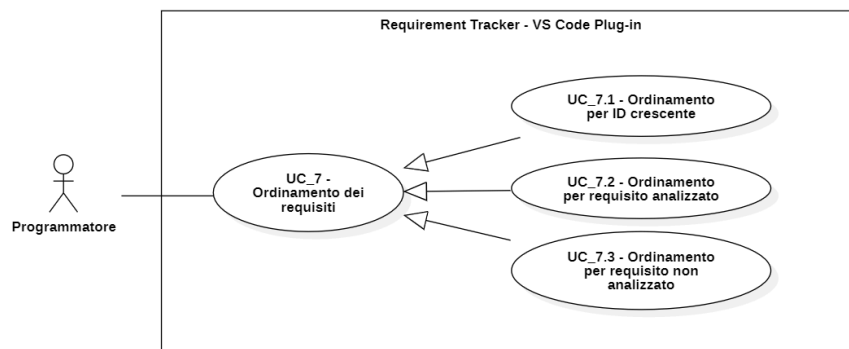 Requirement Tracker - VS Code Plug-in
UC_7.1 - Ordinamento
per ID crescente
UC_7 -
Ordinamento dei
requisiti
UC_7.2 - Ordinamento
per requisito analizzato
Programmatore
UC_7.3 - Ordinamento
per requisito non
analizzato